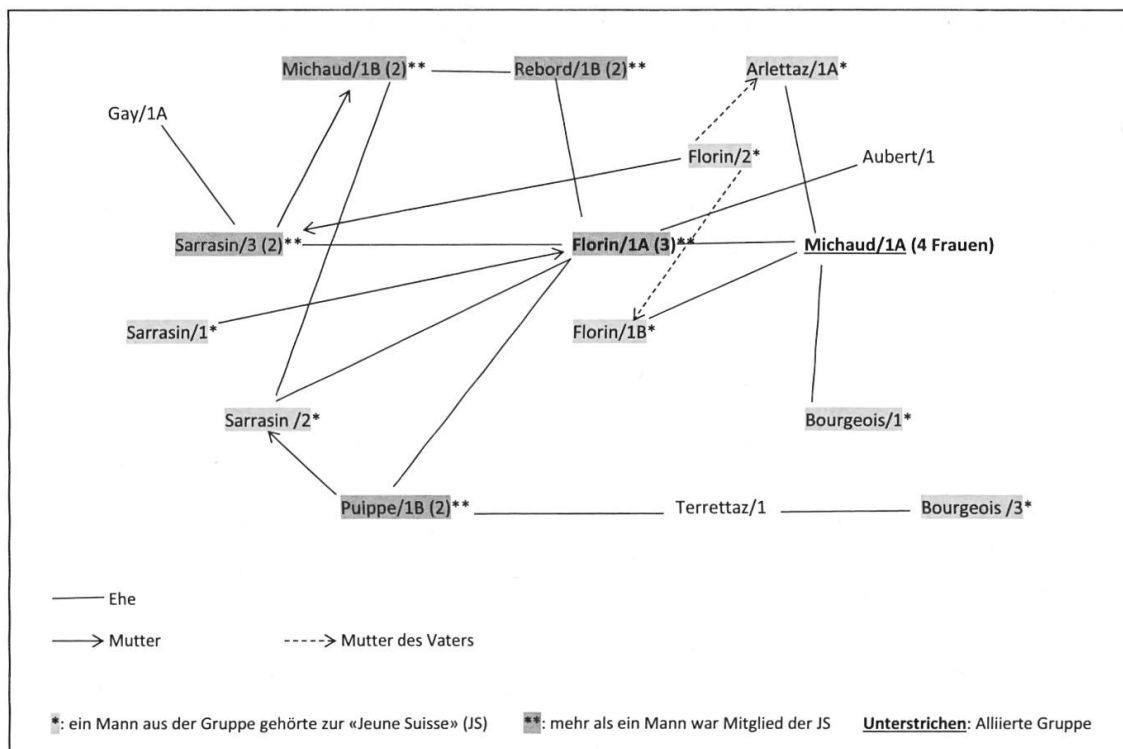 Michaud/1B (2)** Rebord/1B (2)** Arlettaz/1A*
Gay/1A
Florin/2* Aubert/1
Sarrasin/3 (2)** Florin/1A (3)** Michaud/1A (4 Frauen)
Sarrasin/1* Florin/1B*
Sarrasin /2* Bourgeois/1*
Puippe/1B (2)** Terrettaz/1 Bourgeois /3*
Ehe
Mutter Mutter des Vaters
*: ein Mann aus der Gruppe gehörte zur «Jeune Suisse» (JS) **: mehr als ein Mann war Mitglied der JS Unterstrichen: Alliierte Gruppe